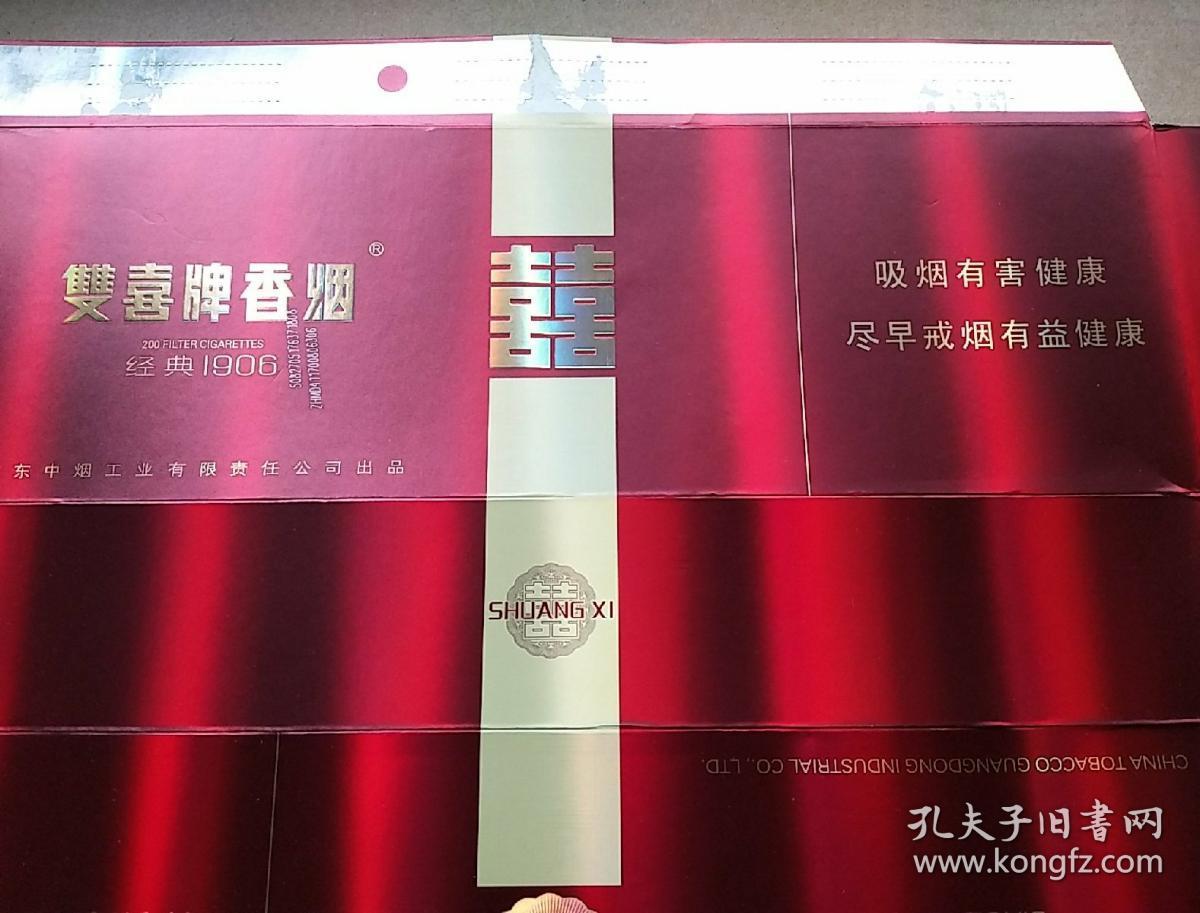 雙喜牌香烟®
200 FILTER CIGARETTES
经典1906
东中烟工业有限责任公司出品
囍
吸烟有害健康
尽早戒烟有益健康
SHUANG XI
CHINA TOBACCO GUANGDONG INDUSTRIAL CO., LTD.
孔夫子旧書网
www.kongfz.com